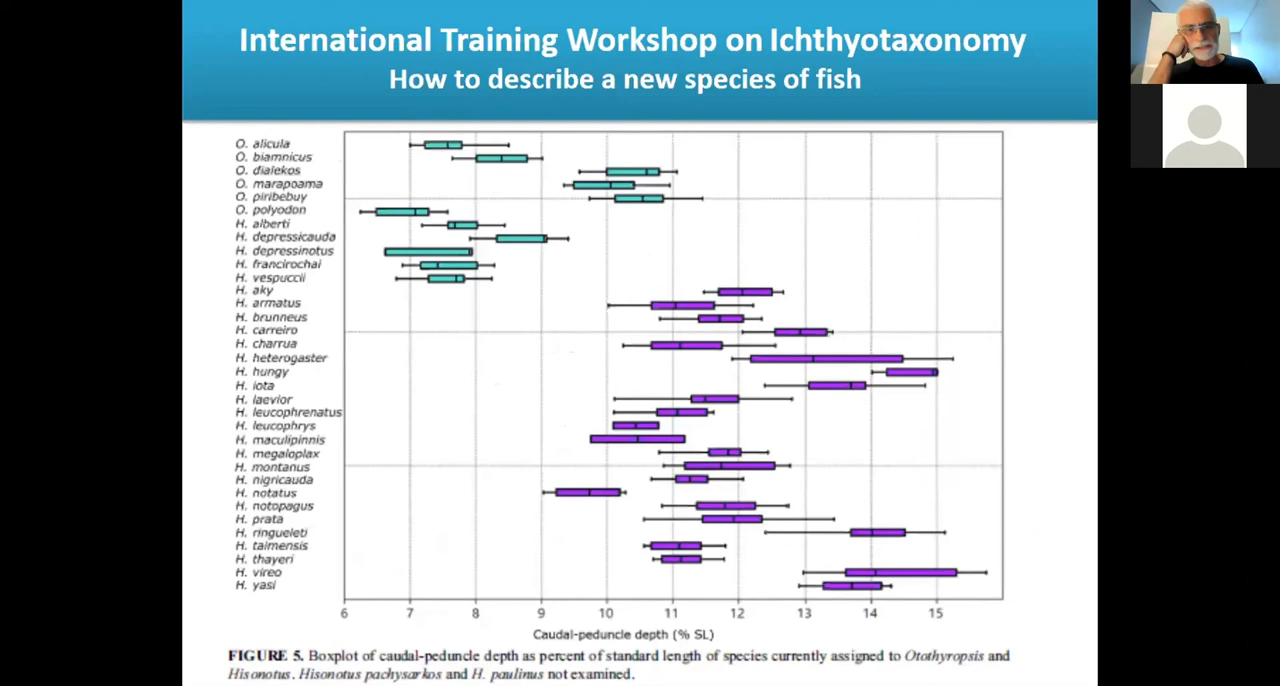 International Training Workshop on Ichthyotaxonomy
How to describe a new species of fish
O. alicula
O. biamnicus
O. dialekos
O. marapoama
O. piribebuy
O. polyodon
H. alberti
H. depressicauda
H. depressinotus
H. francirochai
H. vespuccii
H. aky
H. armatus
H. brunneus
H. carreiro
H. charrua
H. heterogaster
H. hungy
H. iota
H. laevior
H. leucophrenatus
H. leucophrys
H. maculipinnis
H. megaloplax
H. montanus
H. nigricauda
H. notatus
H. notopagus
H. prata
H. ringueleti
H. taimensis
H. thayeri
H. vireo
H. yasi
6 7 8 9 10 11 12 13 14 15
Caudal-peduncle depth (% SL)
FIGURE 5. Boxplot of caudal-peduncle depth as percent of standard length of species currently assigned to Otothyropsis and
Hisonotus. Hisonotus pachysarkos and H. paulinus not examined.